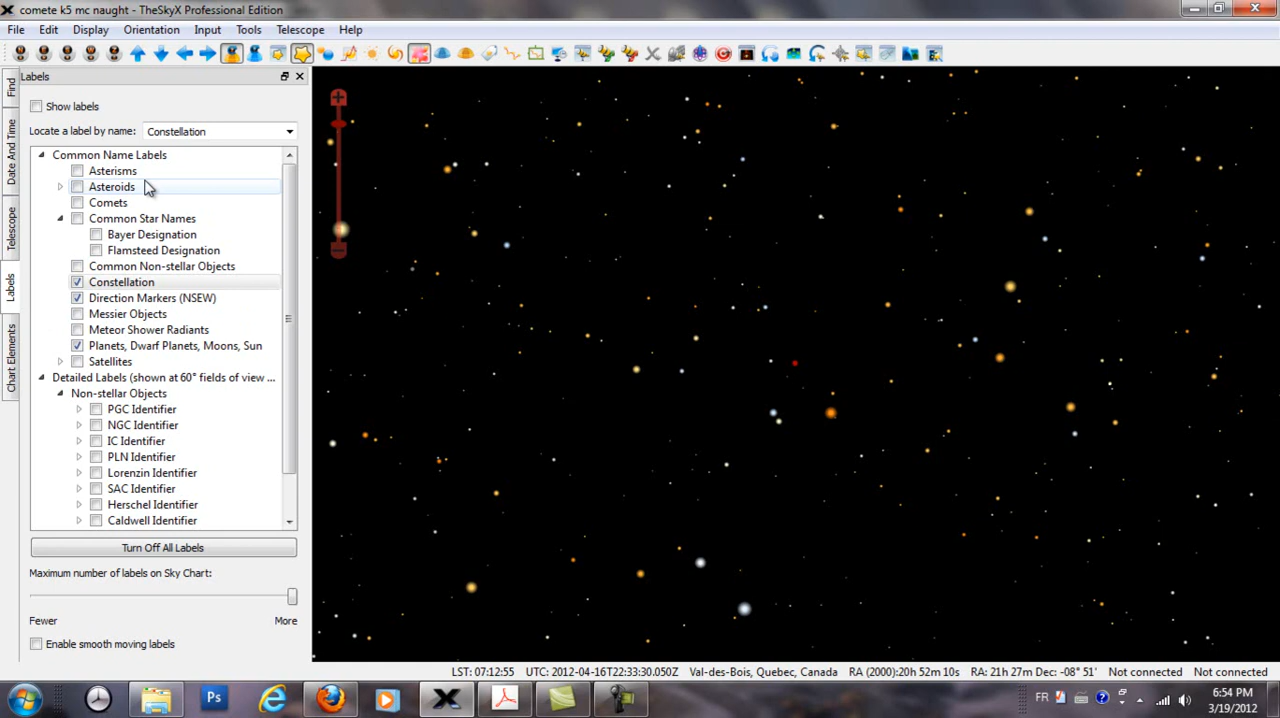 comete k5 mc naught - TheSkyX Professional Edition
File Edit Display Orientation Input Tools Telescope Help
Labels
Find
Date And Time
Telescope
Labels
Chart Elements
Show labels
Locate a label by name: Constellation
Common Name Labels
Asterisms
Asteroids
Comets
Common Star Names
Bayer Designation
Flamsteed Designation
Common Non-stellar Objects
Constellation
Direction Markers (NSEW)
Messier Objects
Meteor Shower Radiants
Planets, Dwarf Planets, Moons, Sun
Satellites
Detailed Labels (shown at 60° fields of view ...
Non-stellar Objects
PGC Identifier
NGC Identifier
IC Identifier
PLN Identifier
Lorenzin Identifier
SAC Identifier
Herschel Identifier
Caldwell Identifier
Turn Off All Labels
Maximum number of labels on Sky Chart:
Fewer More
Enable smooth moving labels
LST: 07:12:55 UTC: 2012-04-16T22:33:30.050Z Val-des-Bois, Quebec, Canada RA (2000):20h 52m 10s RA: 21h 27m Dec: -08° 51' Not connected Not connected
Ps
FR
6:54 PM
3/19/2012